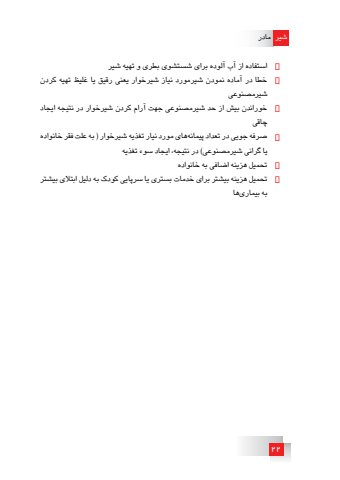 شیر مادر
استفاده از آب آلوده برای شستشوی بطری و تهیه شیر
خطا در آماده نمودن شیرمورد نیاز شیرخوار یعنی رقیق یا غلیظ تهیه کردن
شیرمصنوعی
خوراندن بیش از حد شیرمصنوعی جهت آرام کردن شیرخوار در نتیجه ایجاد
چاقی
صرفه جویی در تعداد پیمانه‌های مورد نیاز تغذیه شیرخوار ( به علت فقر خانواده
یا گرانی شیرمصنوعی) در نتیجه، ایجاد سوء تغذیه
تحمیل هزینه اضافی به خانواده
تحمیل هزینه بیشتر برای خدمات بستری یا سرپایی کودک به دلیل ابتلای بیشتر
به بیماری‌ها
۲۲